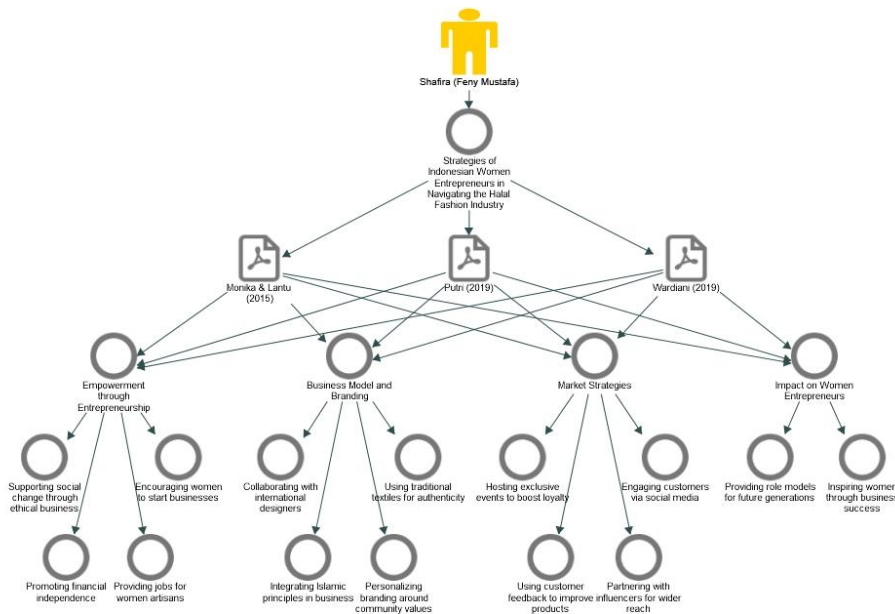 Shafira (Feny Mustafa)
Strategies of
Indonesian Women
Entrepreneurs in
Navigating the Halal
Fashion Industry
Monika & Lantu
(2015)
Putri (2019)
Wardiani (2019)
Empowerment
through
Entrepreneurship
Business Model and
Branding
Market Strategies
Impact on Women
Entrepreneurs
Supporting social
change through
ethical business
Encouraging women
to start businesses
Collaborating with
international
designers
Using traditional
textiles for authenticity
Hosting exclusive
events to boost loyalty
Engaging customers
via social media
Providing role models
for future generations
Inspiring women
through business
success
Promoting financial
independence
Providing jobs for
women artisans
Integrating Islamic
principles in business
Personalizing
branding around
community values
Using customer
feedback to improve
products
Partnering with
influencers for wider
reach